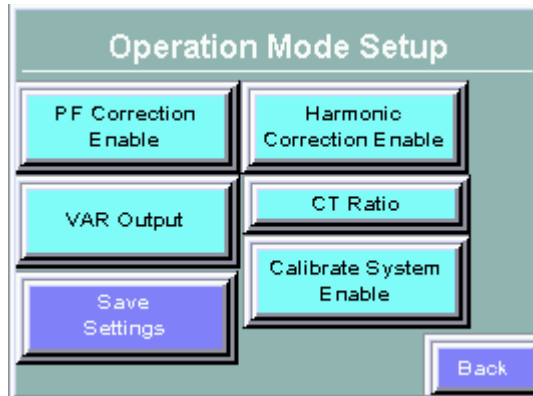 Operation Mode Setup
PF Correction
Enable
Harmonic
Correction Enable
VAR Output
CT Ratio
Calibrate System
Enable
Save
Settings
Back